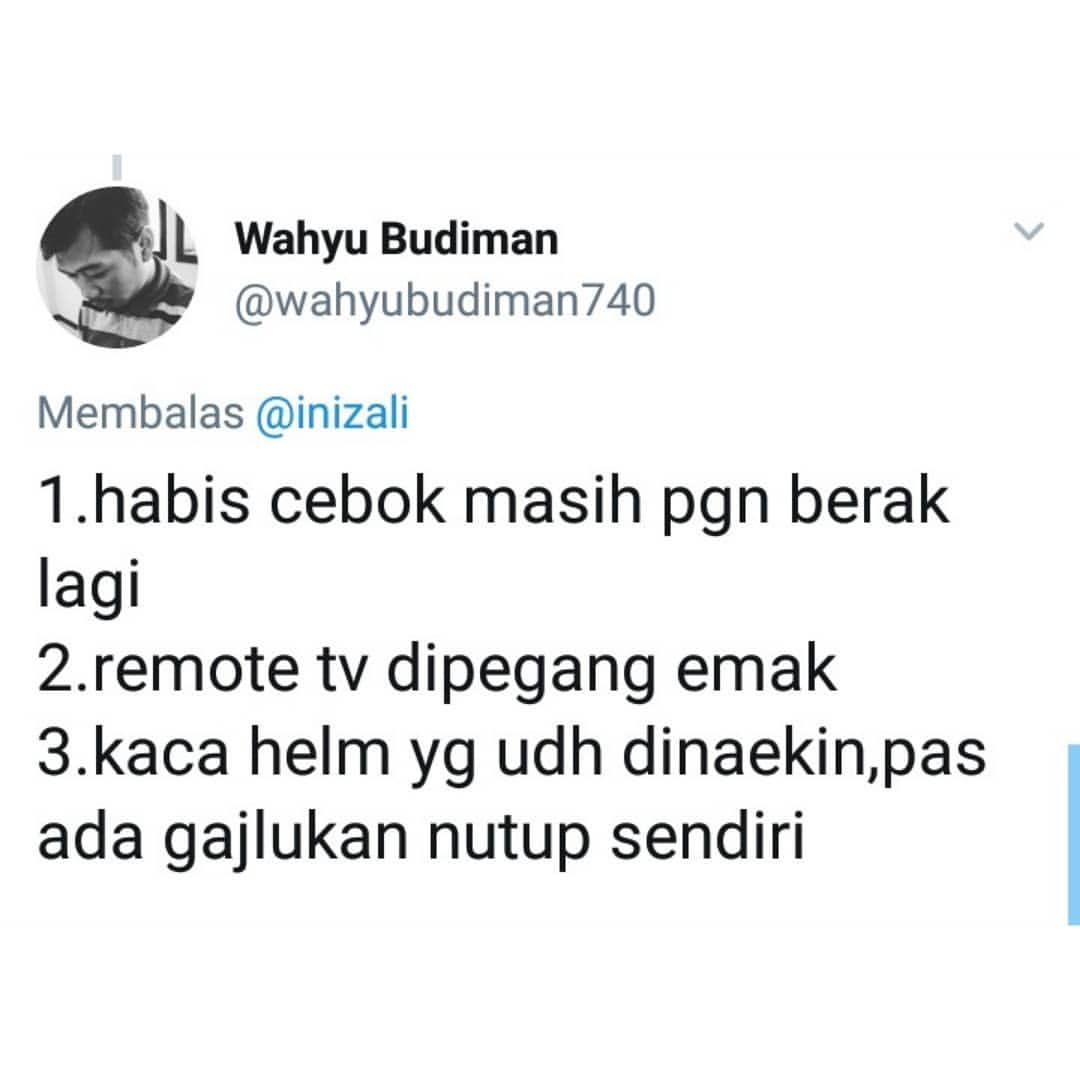 Wahyu Budiman
@wahyubudiman740
Membalas @inizali
1.habis cebok masih pgn berak
lagi
2.remote tv dipegang emak
3.kaca helm yg udh dinaekin,pas
ada gajlukan nutup sendiri